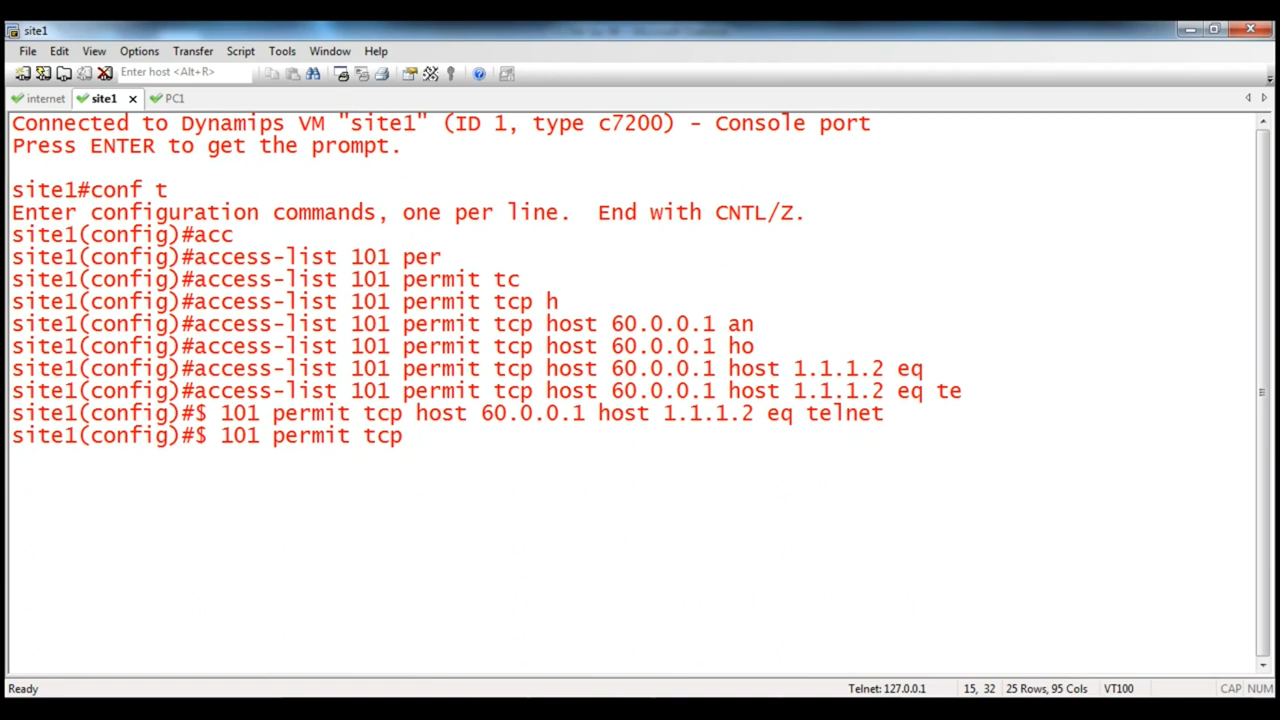 site1
File Edit View Options Transfer Script Tools Window Help
Enter host <Alt+R>
internet site1 PC1
Connected to Dynamips VM "site1" (ID 1, type c7200) - Console port
Press ENTER to get the prompt.
site1#conf t
Enter configuration commands, one per line.  End with CNTL/Z.
site1(config)#acc
site1(config)#access-list 101 per
site1(config)#access-list 101 permit tc
site1(config)#access-list 101 permit tcp h
site1(config)#access-list 101 permit tcp host 60.0.0.1 an
site1(config)#access-list 101 permit tcp host 60.0.0.1 ho
site1(config)#access-list 101 permit tcp host 60.0.0.1 host 1.1.1.2 eq
site1(config)#access-list 101 permit tcp host 60.0.0.1 host 1.1.1.2 eq te
site1(config)#$ 101 permit tcp host 60.0.0.1 host 1.1.1.2 eq telnet
site1(config)#$ 101 permit tcp
Ready Telnet: 127.0.0.1 15, 32 25 Rows, 95 Cols VT100 CAP NUM